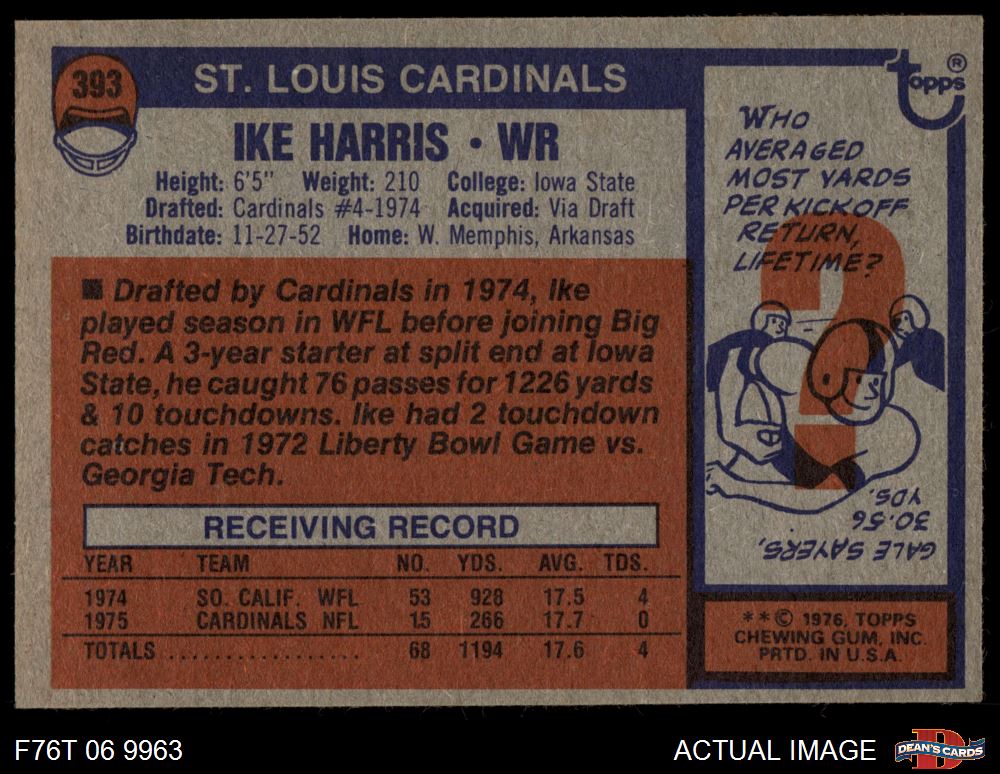 393
ST. LOUIS CARDINALS
IKE HARRIS • WR
Height: 6'5" Weight: 210 College: Iowa State
Drafted: Cardinals #4-1974 Acquired: Via Draft
Birthdate: 11-27-52 Home: W. Memphis, Arkansas
■ Drafted by Cardinals in 1974, Ike
played season in WFL before joining Big
Red. A 3-year starter at split end at Iowa
State, he caught 76 passes for 1226 yards
& 10 touchdowns. Ike had 2 touchdown
catches in 1972 Liberty Bowl Game vs.
Georgia Tech.
RECEIVING RECORD
YEAR TEAM NO. YDS. AVG. TDS.
1974 SO. CALIF. WFL 53 928 17.5 4
1975 CARDINALS NFL 15 266 17.7 0
TOTALS .................. 68 1194 17.6 4
topps ®
WHO
AVERAGED
MOST YARDS
PER KICKOFF
RETURN,
LIFETIME?
GALE SAYERS,
30.56
YDS.
**© 1976, TOPPS
CHEWING GUM, INC.
PRTD. IN U.S.A.
F76T 06 9963
ACTUAL IMAGE
D
DEAN'S CARDS